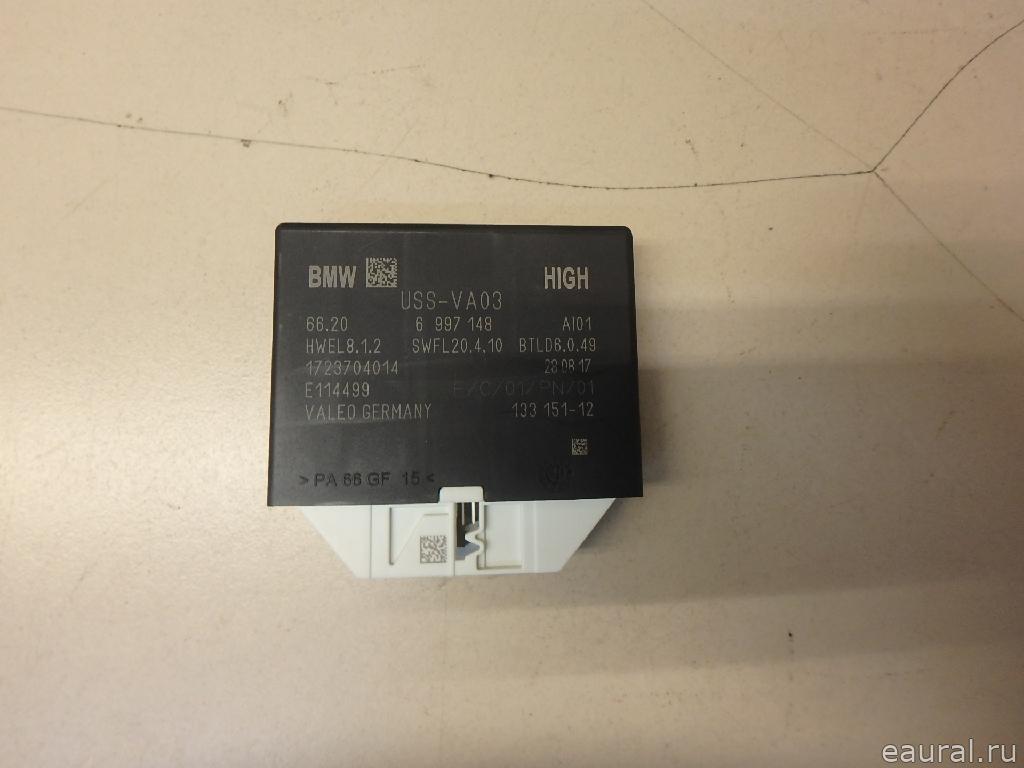 BMW HIGH
USS-VA03
66.20 6 997 148 AI01
HWEL8.1.2 SWFL20.4.10 BTLD6.0.49
1723704014 28 08 17
E114499 E/C/01/PN/01
VALEO GERMANY 133 151-12
> PA 66 GF 15 <
eaural.ru